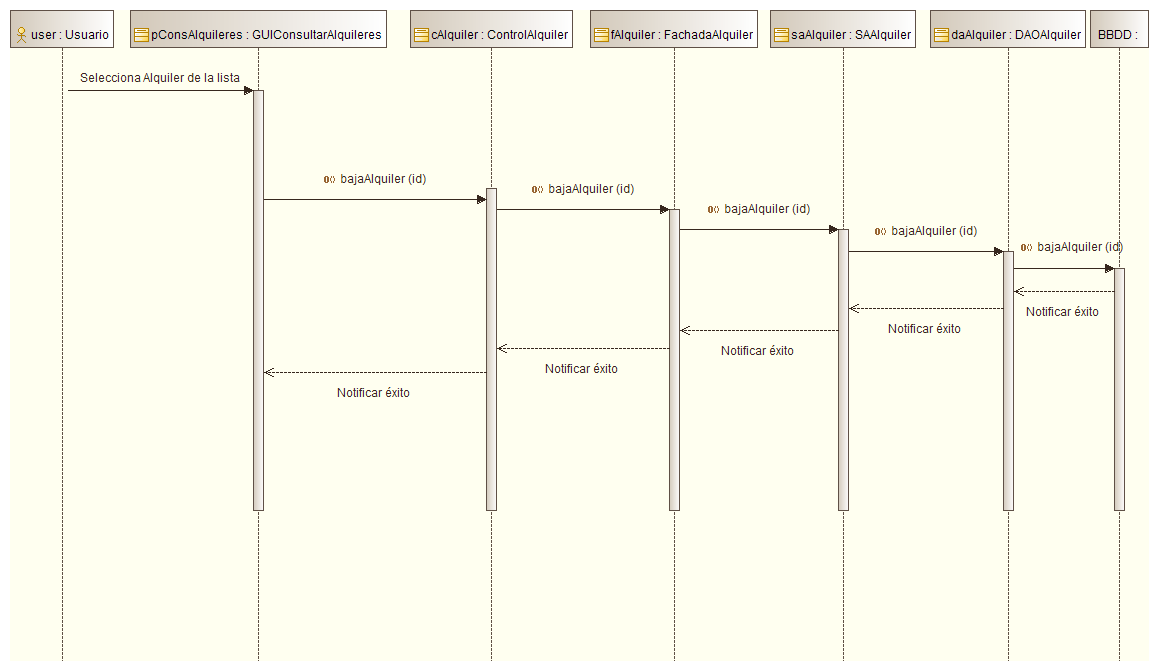 user : Usuario
pConsAlquileres : GUIConsultarAlquileres
cAlquiler : ControlAlquiler
fAlquiler : FachadaAlquiler
saAlquiler : SAAlquiler
daAlquiler : DAOAlquiler
BBDD :
Selecciona Alquiler de la lista
bajaAlquiler (id)
bajaAlquiler (id)
bajaAlquiler (id)
bajaAlquiler (id)
bajaAlquiler (id)
Notificar éxito
Notificar éxito
Notificar éxito
Notificar éxito
Notificar éxito